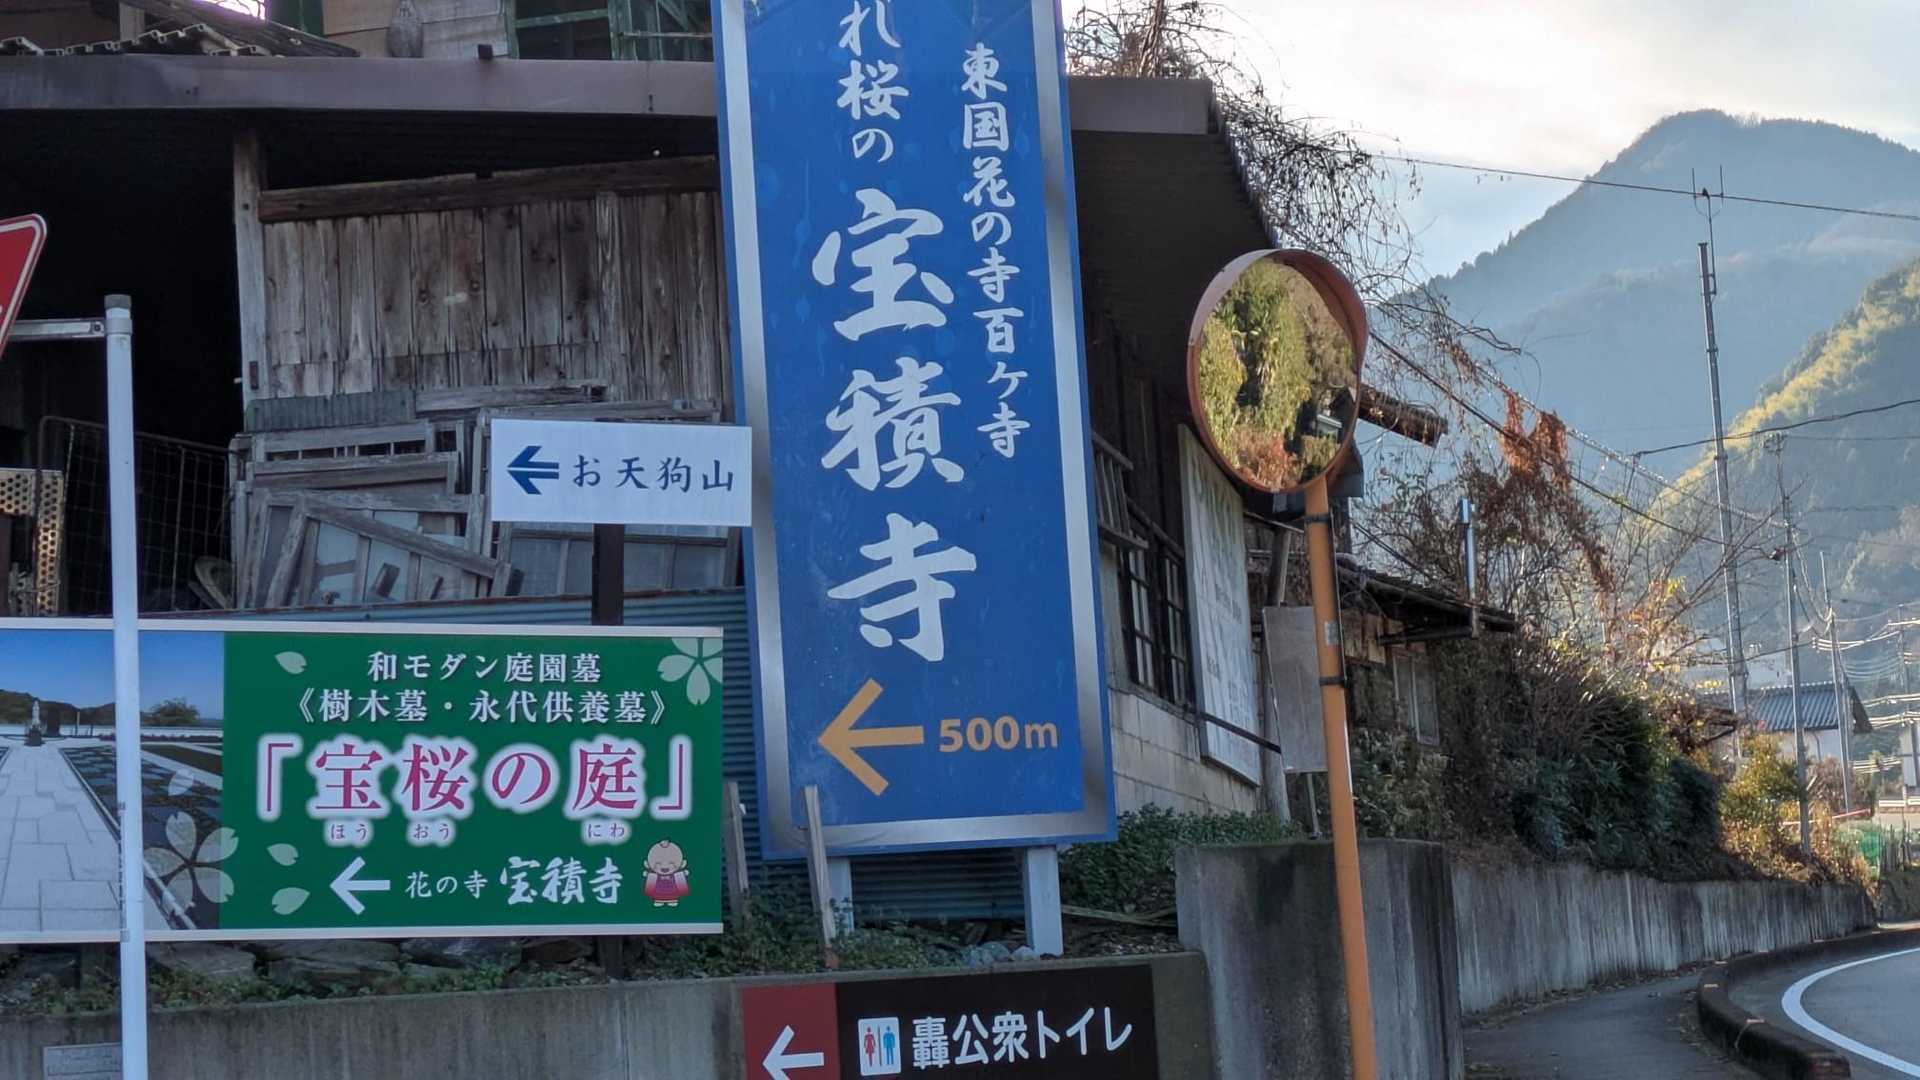 東国花の寺百ケ寺
れ桜の
宝積寺
500m
お天狗山
和モダン庭園墓
《樹木墓・永代供養墓》
「宝桜の庭」
ほう おう にわ
花の寺 宝積寺
轟公衆トイレ